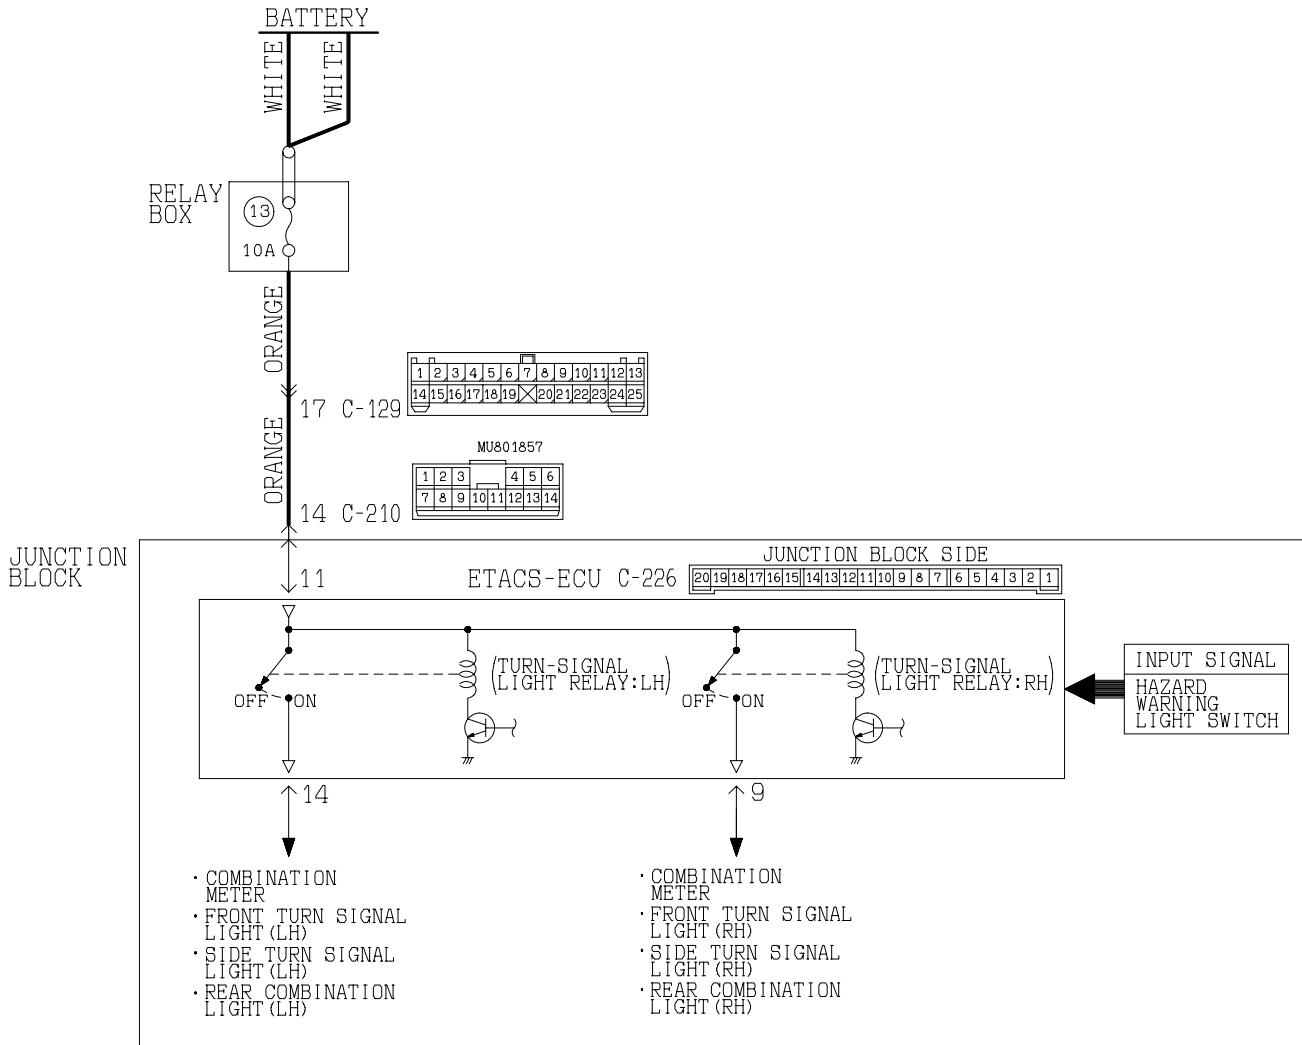 BATTERY
WHITE
WHITE
RELAY
BOX
13
10A
ORANGE
1 2 3 4 5 6 7 8 9 10 11 12 13
14 15 16 17 18 19 20 21 22 23 24 25
17 C-129
ORANGE
MU801857
1 2 3 4 5 6
7 8 9 10 11 12 13 14
14 C-210
JUNCTION
BLOCK
11
JUNCTION BLOCK SIDE
ETACS-ECU C-226
20 19 18 17 16 15 14 13 12 11 10 9 8 7 6 5 4 3 2 1
(TURN-SIGNAL
LIGHT RELAY:LH)
OFF ON
(TURN-SIGNAL
LIGHT RELAY:RH)
OFF ON
INPUT SIGNAL
HAZARD
WARNING
LIGHT SWITCH
14
9
· COMBINATION
METER
· FRONT TURN SIGNAL
LIGHT(LH)
· SIDE TURN SIGNAL
LIGHT(LH)
· REAR COMBINATION
LIGHT(LH)
· COMBINATION
METER
· FRONT TURN SIGNAL
LIGHT(RH)
· SIDE TURN SIGNAL
LIGHT(RH)
· REAR COMBINATION
LIGHT(RH)